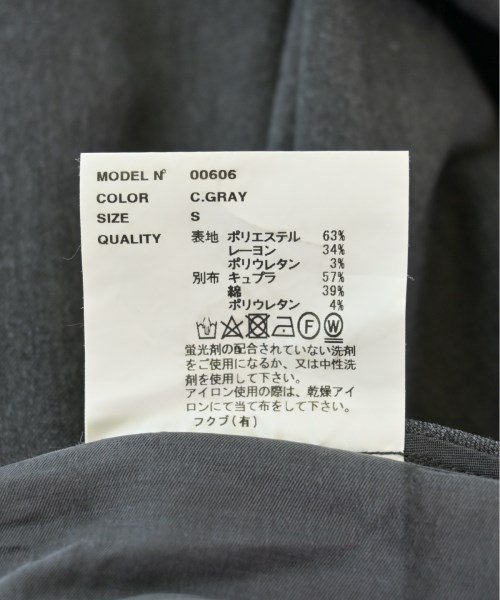 MODEL Nº 00606
COLOR C.GRAY
SIZE S
QUALITY 表地 ポリエステル 63%
レーヨン 34%
ポリウレタン 3%
別布 キュプラ 57%
綿 39%
ポリウレタン 4%
F W
蛍光剤の配合されていない洗剤
をご使用になるか、又は中性洗
剤を使用して下さい。
アイロン使用の際は、乾燥アイ
ロンにて当て布をして下さい。
フクブ(有)